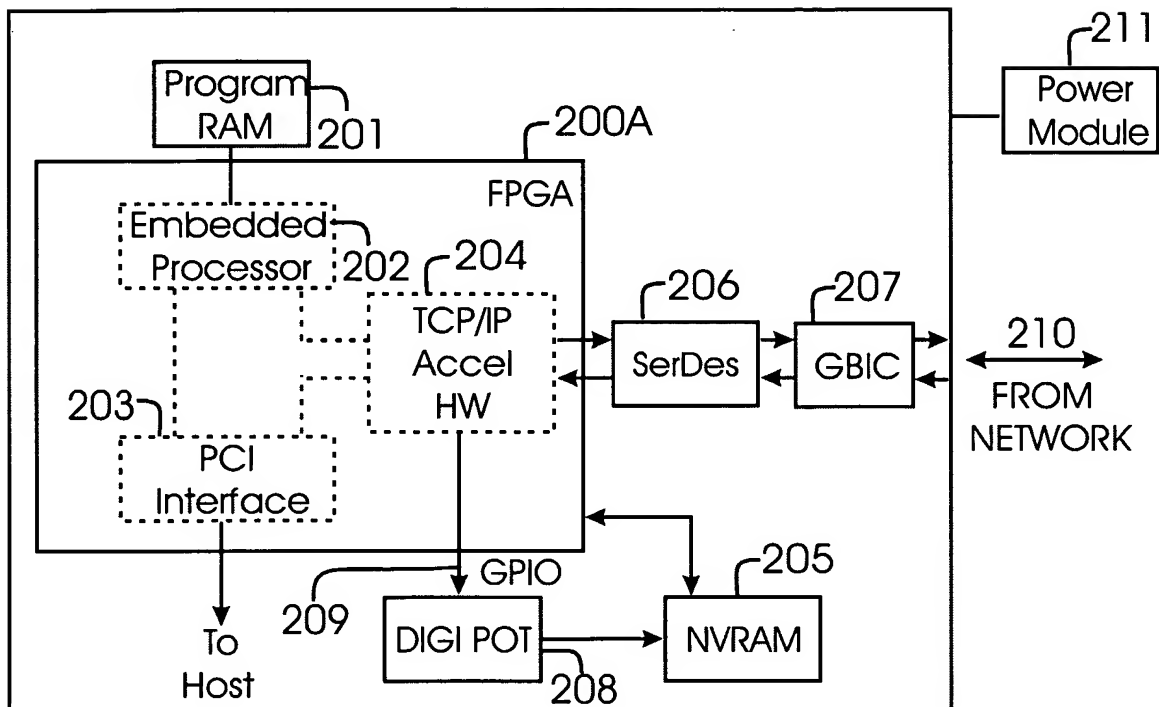 211
Power
Module
Program
RAM
201
200A
FPGA
Embedded
Processor
202
204
TCP/IP
Accel
HW
206
SerDes
207
GBIC
210
FROM
NETWORK
203
PCI
Interface
GPIO
209
To
Host
DIGI POT
208
205
NVRAM